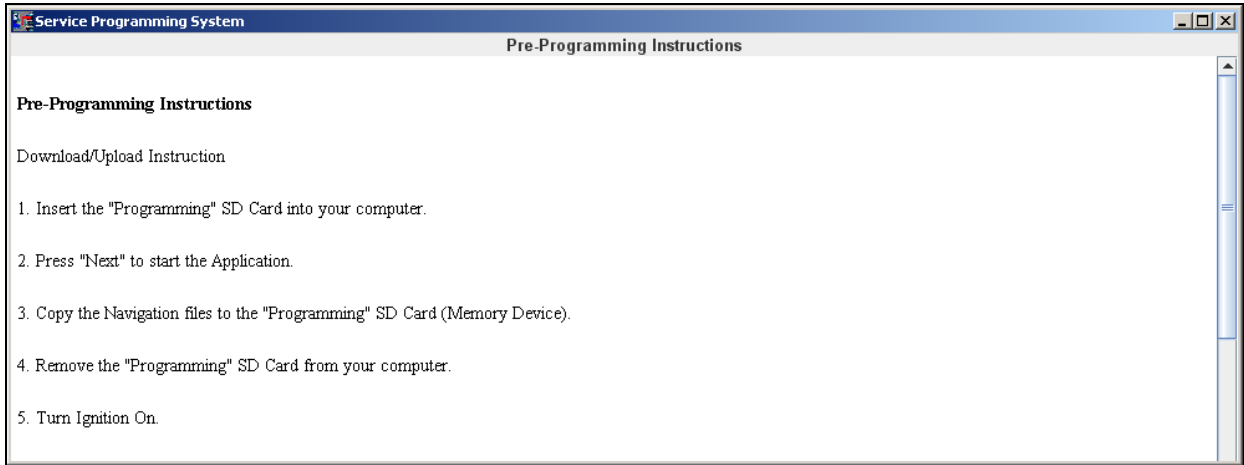 Service Programming System
Pre-Programming Instructions
Pre-Programming Instructions
Download/Upload Instruction
1. Insert the "Programming" SD Card into your computer.
2. Press "Next" to start the Application.
3. Copy the Navigation files to the "Programming" SD Card (Memory Device).
4. Remove the "Programming" SD Card from your computer.
5. Turn Ignition On.